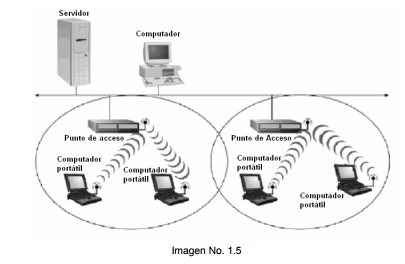 Servidor
Computador
Punto de acceso
Punto de Acceso
Computador
portátil
Computador
portátil
Computador
portátil
Computador
portátil
Imagen No. 1.5